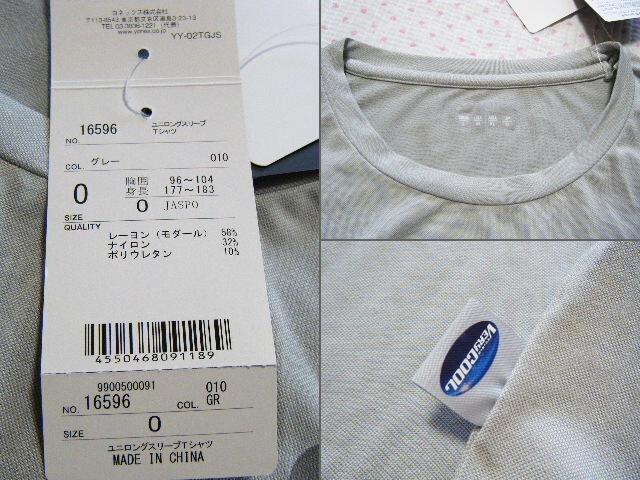 ヨネックス株式会社
〒113-8543 東京都文京区湯島3-23-13
TEL 03-3836-1221 (代表)
www.yonex.co.jp
YY-02TGJS
NO. 16596 ユニロングスリーブ
Tシャツ
COL. グレー 010
0 胸囲 96～104
身長 177～183
SIZE 0 JASPO
QUALITY
レーヨン (モダール) 58%
ナイロン 32%
ポリウレタン 10%
4550468091189
9900500091
NO. 16596 COL. 010
GR
SIZE 0
ユニロングスリーブTシャツ
MADE IN CHINA
VERYCOOL